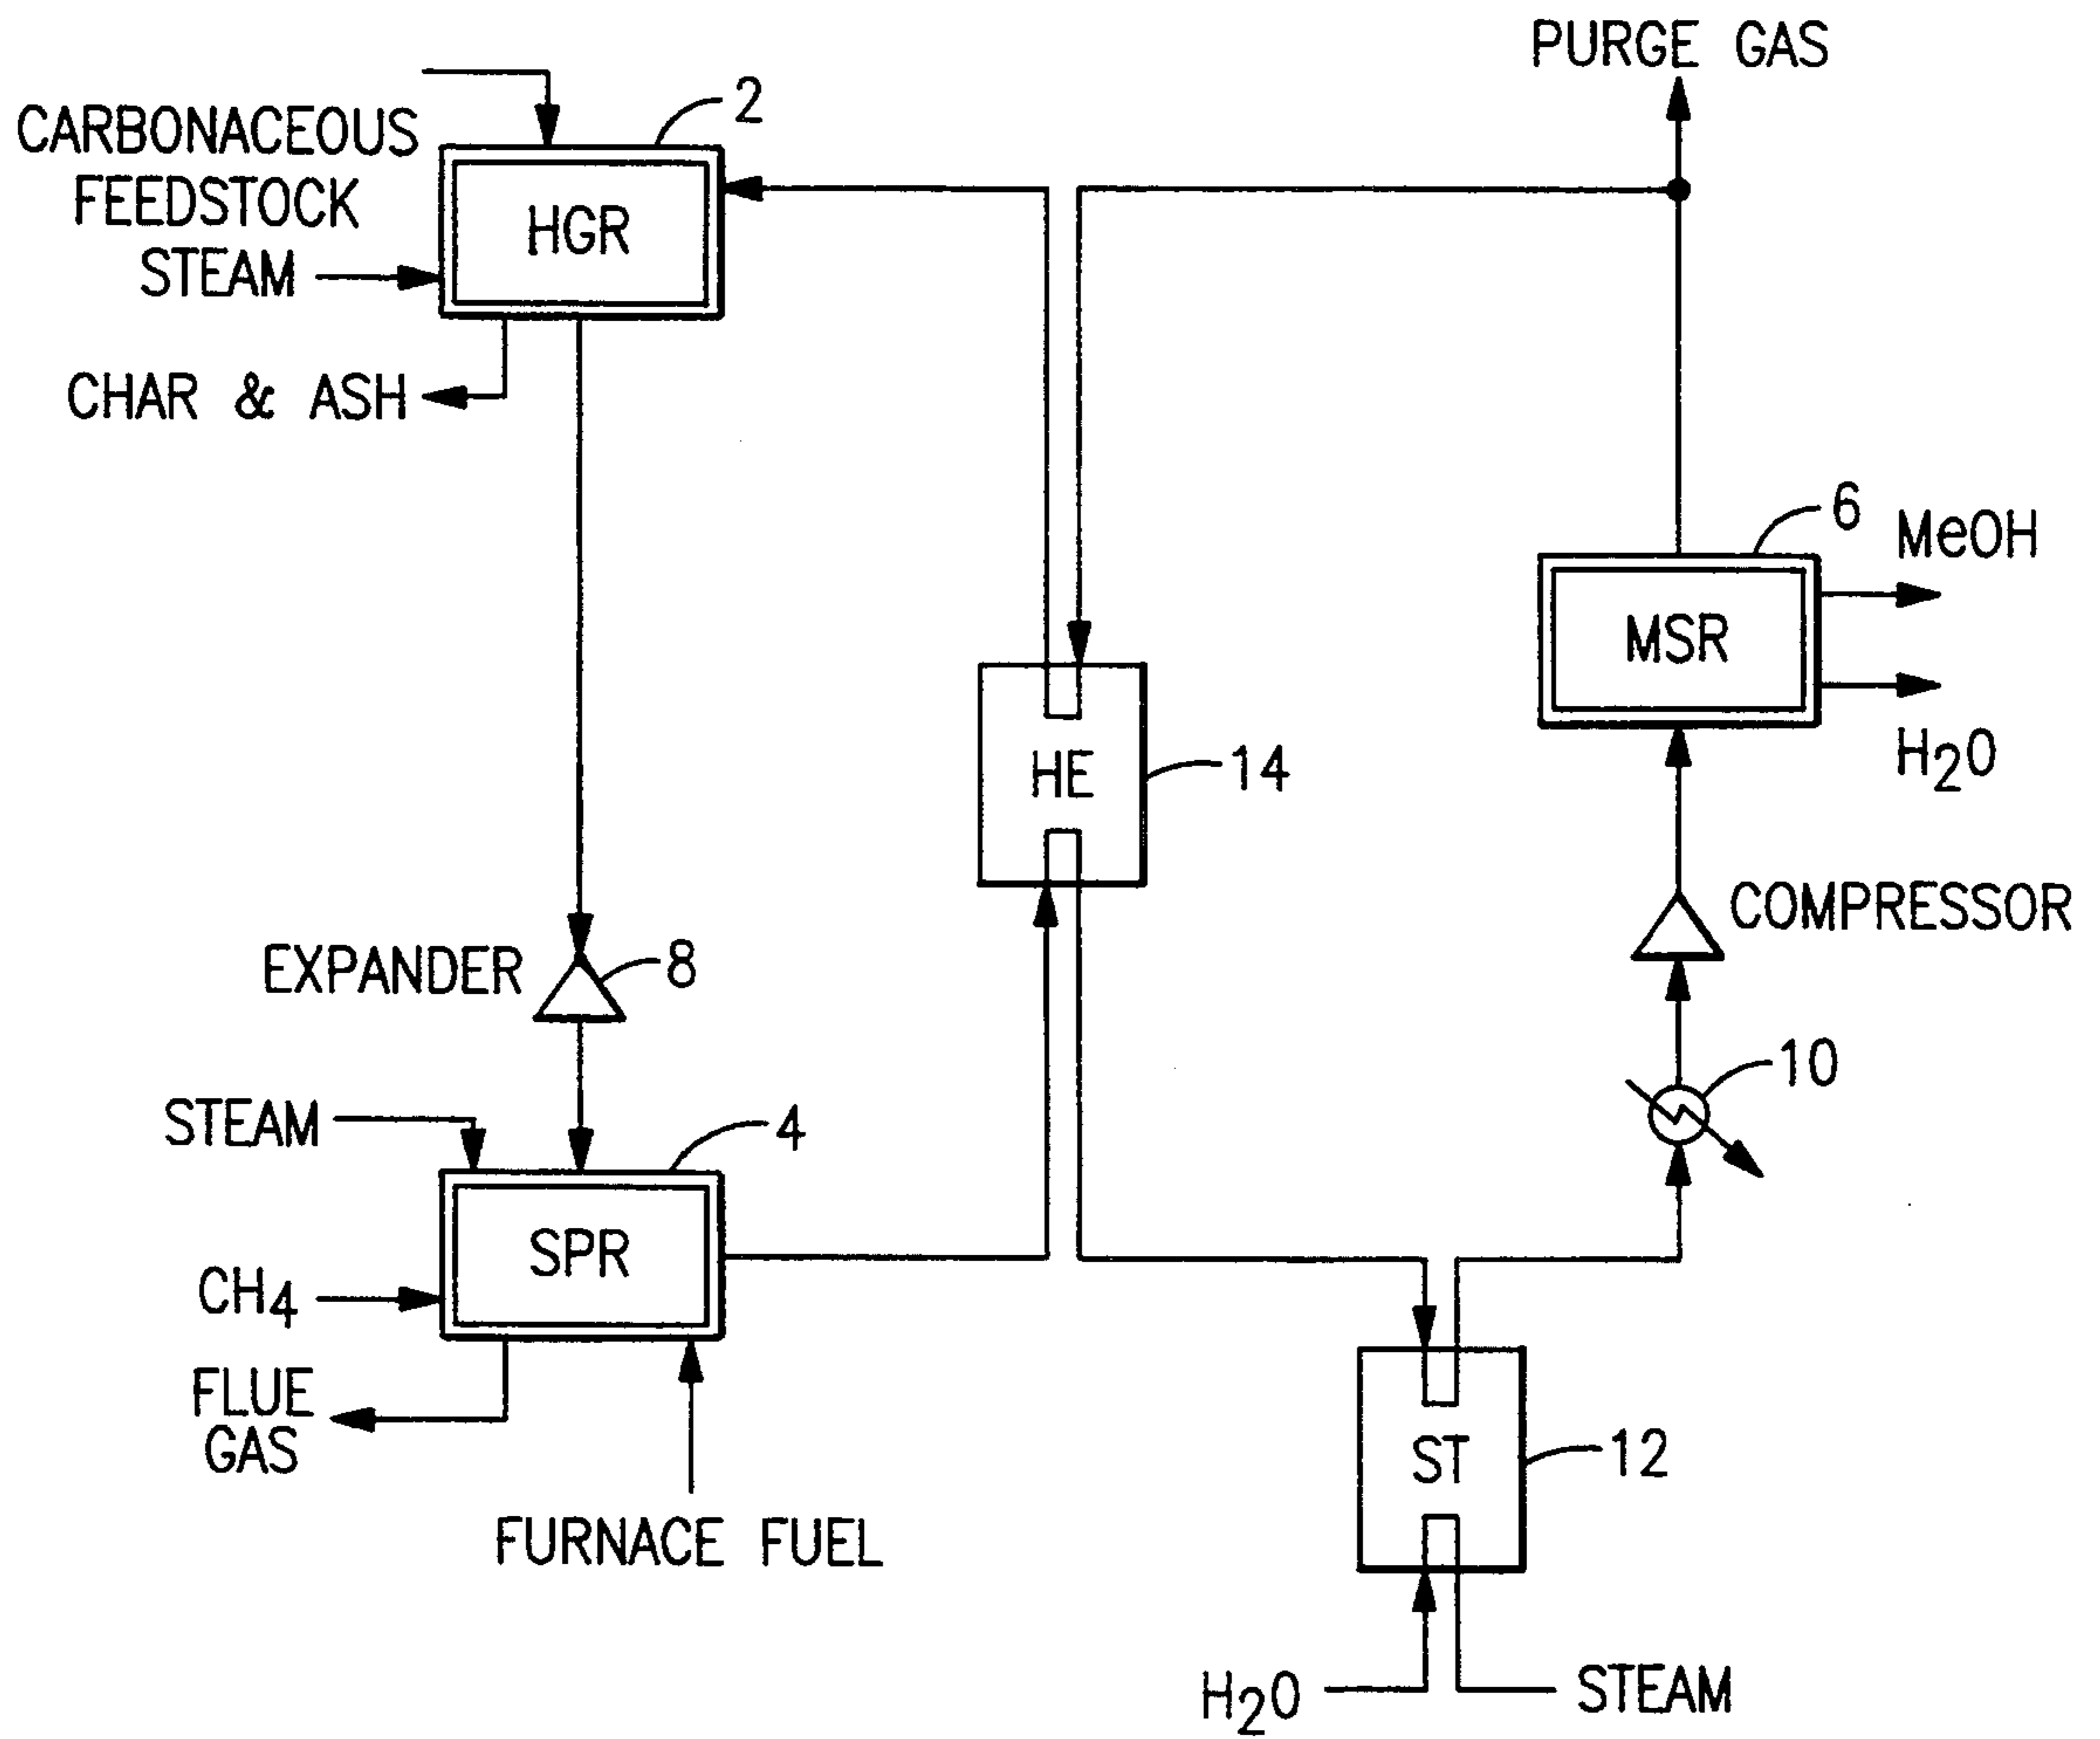 PURGE GAS
2
CARBONACEOUS
FEEDSTOCK
HGR
STEAM
CHAR & ASH
6
MeOH
MSR
H2O
HE
14
COMPRESSOR
EXPANDER
8
10
STEAM
4
SPR
CH4
FLUE
GAS
ST
12
FURNACE FUEL
H2O
STEAM